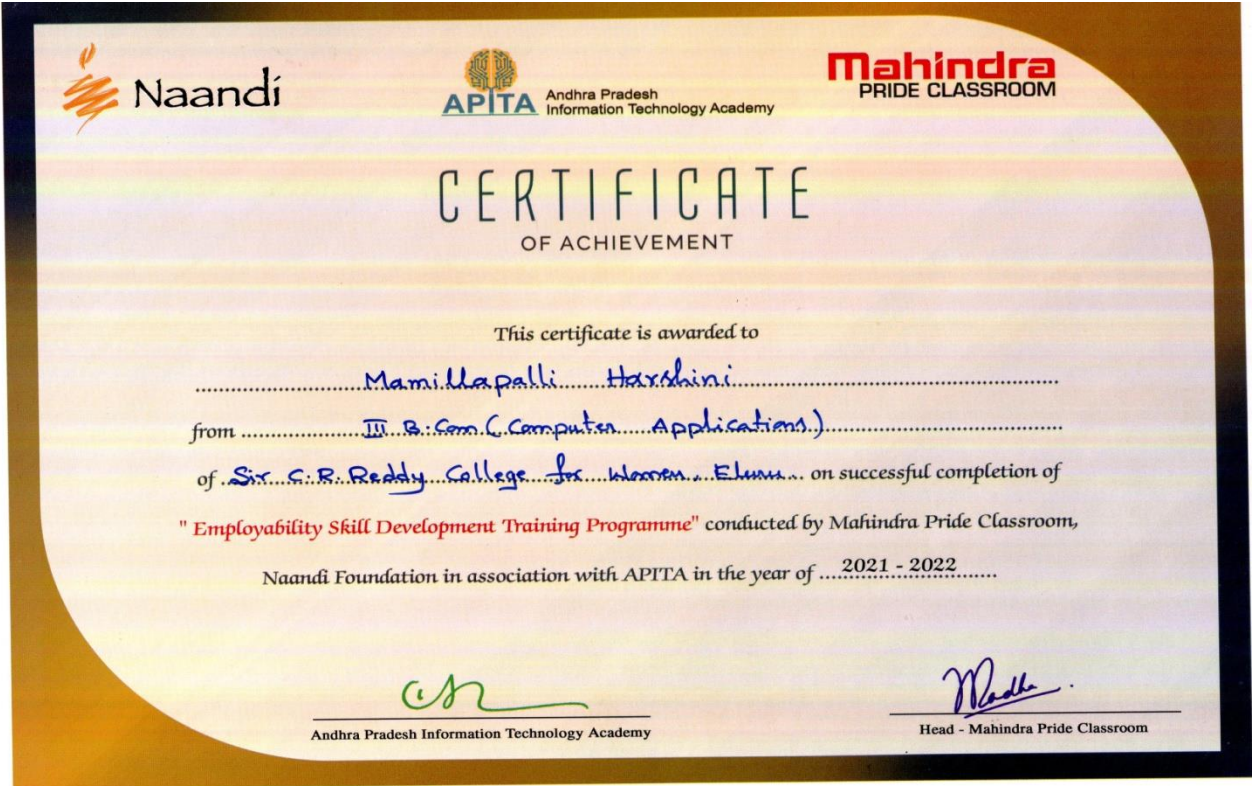 Naandi
APITA Andhra Pradesh Information Technology Academy
Mahindra
PRIDE CLASSROOM
CERTIFICATE
OF ACHIEVEMENT
This certificate is awarded to
Mamillapalli Harshini
from III B.Com (Computer Applications)
of Sir C.R. Reddy College for Women, Eluru on successful completion of
" Employability Skill Development Training Programme" conducted by Mahindra Pride Classroom,
Naandi Foundation in association with APITA in the year of 2021 - 2022
Andhra Pradesh Information Technology Academy
Head - Mahindra Pride Classroom